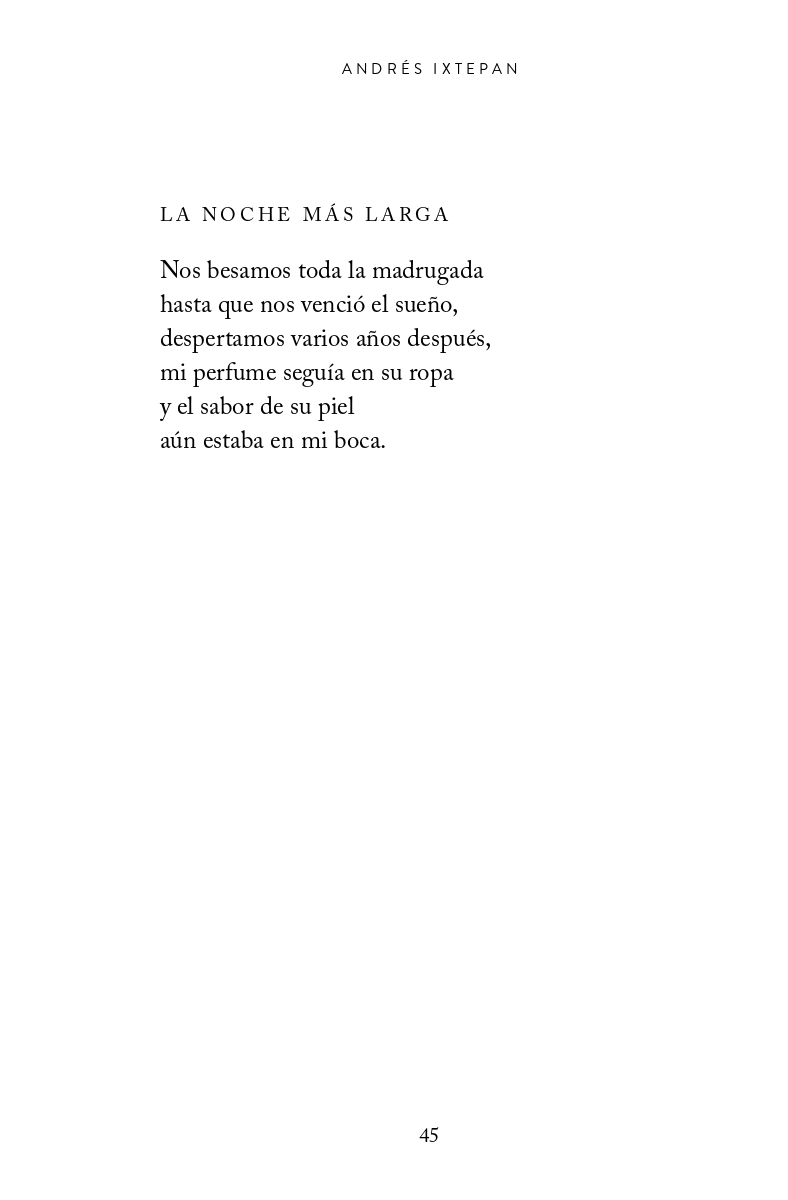 ANDRÉS IXTEPAN
LA NOCHE MÁS LARGA
Nos besamos toda la madrugada
hasta que nos venció el sueño,
despertamos varios años después,
mi perfume seguía en su ropa
y el sabor de su piel
aún estaba en mi boca.
45